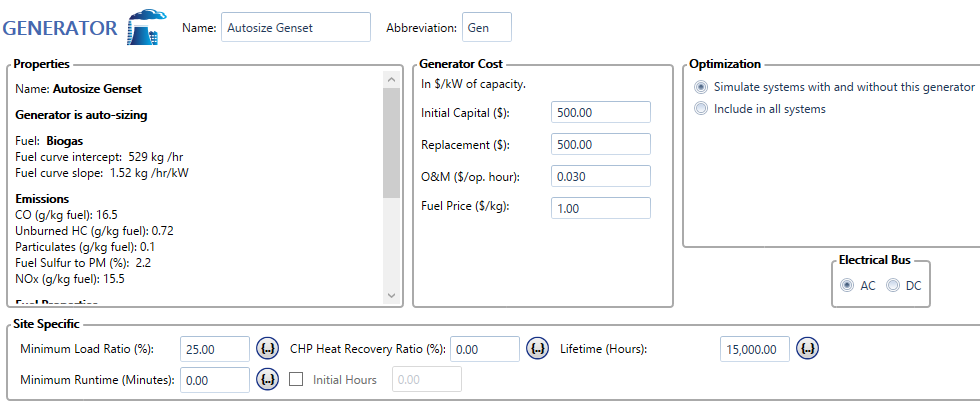 GENERATOR Name: Autosize Genset Abbreviation: Gen
Properties
Name: Autosize Genset
Generator is auto-sizing
Fuel: Biogas
Fuel curve intercept: 529 kg /hr
Fuel curve slope: 1.52 kg /hr/kW
Emissions
CO (g/kg fuel): 16.5
Unburned HC (g/kg fuel): 0.72
Particulates (g/kg fuel): 0.1
Fuel Sulfur to PM (%): 2.2
NOx (g/kg fuel): 15.5
Fuel Properties
Generator Cost
In $/kW of capacity.
Initial Capital ($): 500.00
Replacement ($): 500.00
O&M ($/op. hour): 0.030
Fuel Price ($/kg): 1.00
Optimization
Simulate systems with and without this generator
Include in all systems
Electrical Bus
AC DC
Site Specific
Minimum Load Ratio (%): 25.00 {..} CHP Heat Recovery Ratio (%): 0.00 {..} Lifetime (Hours): 15,000.00 {..}
Minimum Runtime (Minutes): 0.00 {..} Initial Hours 0.00